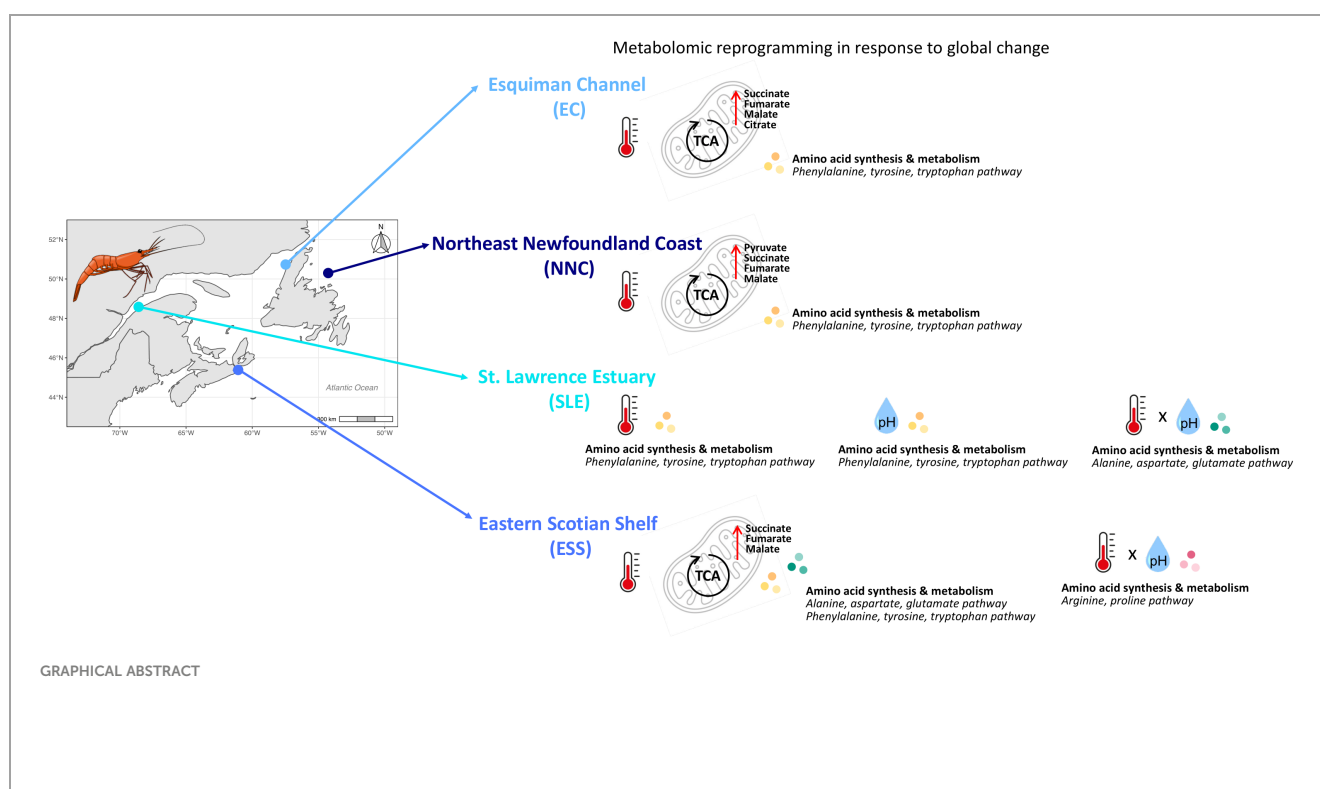 Metabolomic reprogramming in response to global change
Esquiman Channel
(EC)
Succinate
Fumarate
Malate
Citrate
TCA
Amino acid synthesis & metabolism
Phenylalanine, tyrosine, tryptophan pathway
Northeast Newfoundland Coast
(NNC)
Pyruvate
Succinate
Fumarate
Malate
TCA
Amino acid synthesis & metabolism
Phenylalanine, tyrosine, tryptophan pathway
52°N
50°N
48°N
46°N
44°N
N
Atlantic Ocean
300 km
70°W
65°W
60°W
55°W
50°W
St. Lawrence Estuary
(SLE)
Amino acid synthesis & metabolism
Phenylalanine, tyrosine, tryptophan pathway
pH
Amino acid synthesis & metabolism
Phenylalanine, tyrosine, tryptophan pathway
x pH
Amino acid synthesis & metabolism
Alanine, aspartate, glutamate pathway
Eastern Scotian Shelf
(ESS)
Succinate
Fumarate
Malate
TCA
Amino acid synthesis & metabolism
Alanine, aspartate, glutamate pathway
Phenylalanine, tyrosine, tryptophan pathway
x pH
Amino acid synthesis & metabolism
Arginine, proline pathway
GRAPHICAL ABSTRACT